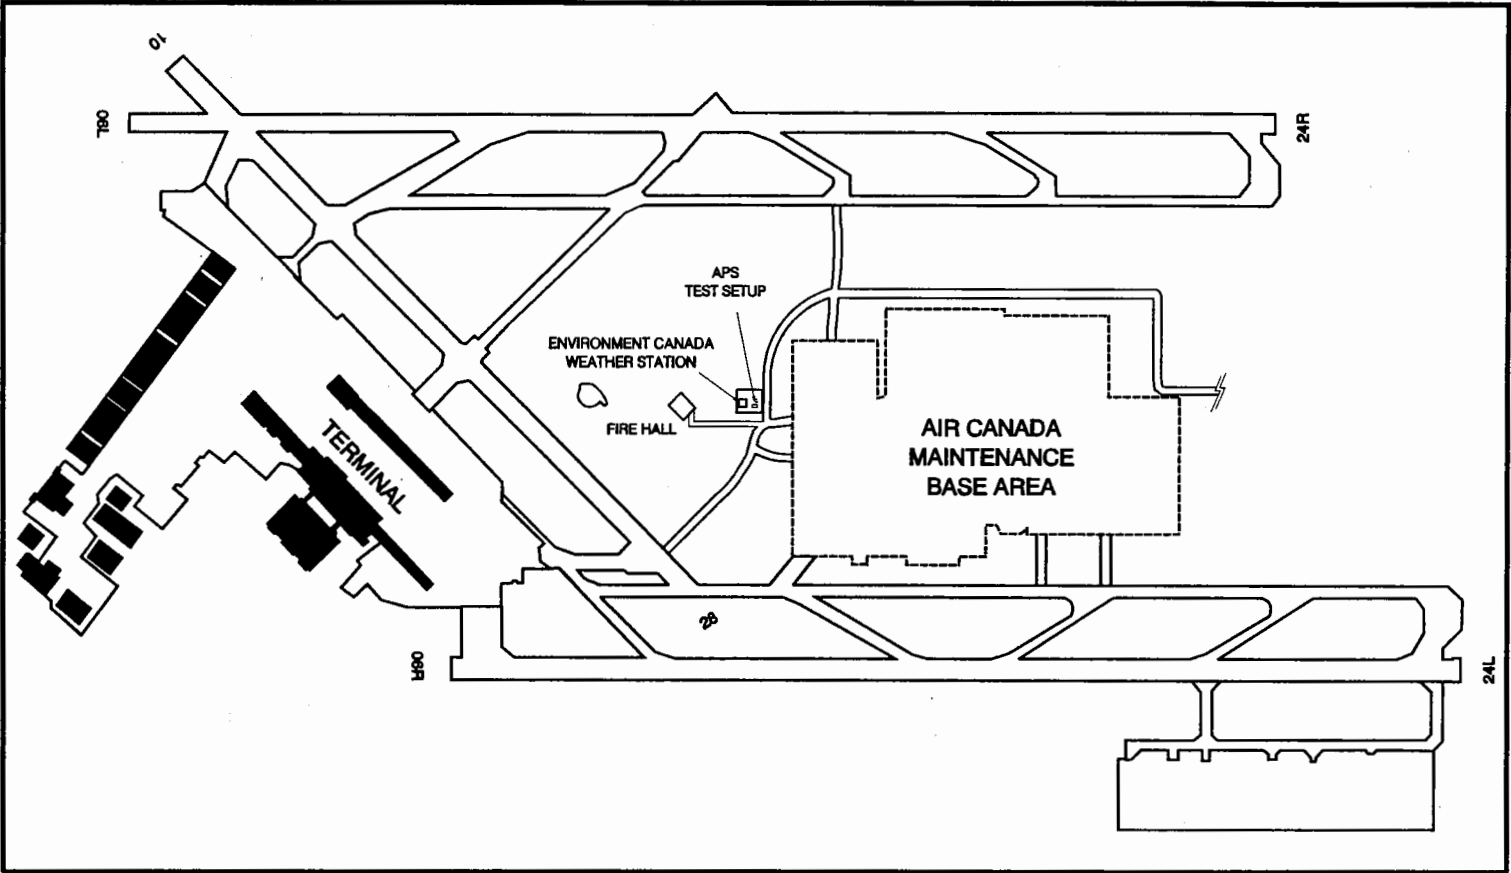 10
06L
24R
APS
TEST SETUP
ENVIRONMENT CANADA
WEATHER STATION
FIRE HALL
TERMINAL
AIR CANADA
MAINTENANCE
BASE AREA
28
06R
24L